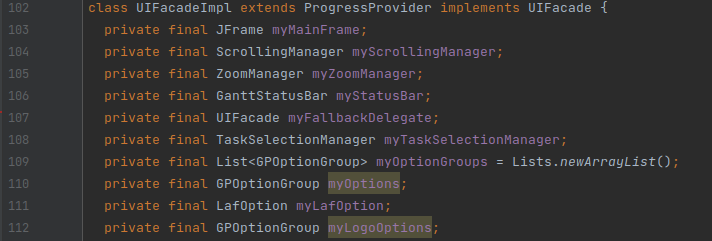 102 class UIFacadeImpl extends ProgressProvider implements UIFacade {
103 private final JFrame myMainFrame;
104 private final ScrollingManager myScrollingManager;
105 private final ZoomManager myZoomManager;
106 private final GanttStatusBar myStatusBar;
107 private final UIFacade myFallbackDelegate;
108 private final TaskSelectionManager myTaskSelectionManager;
109 private final List<GPOptionGroup> myOptionGroups = Lists.newArrayList();
110 private final GPOptionGroup myOptions;
111 private final LafOption myLafOption;
112 private final GPOptionGroup myLogoOptions;